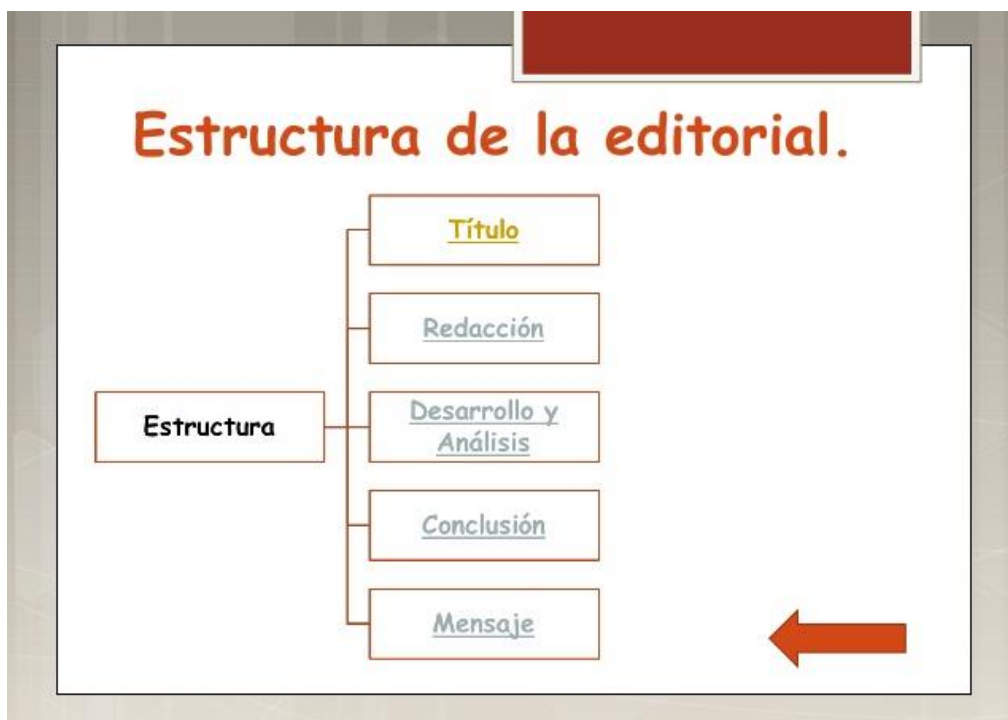 Estructura de la editorial.
Título
Redacción
Estructura
Desarrollo y
Análisis
Conclusión
Mensaje